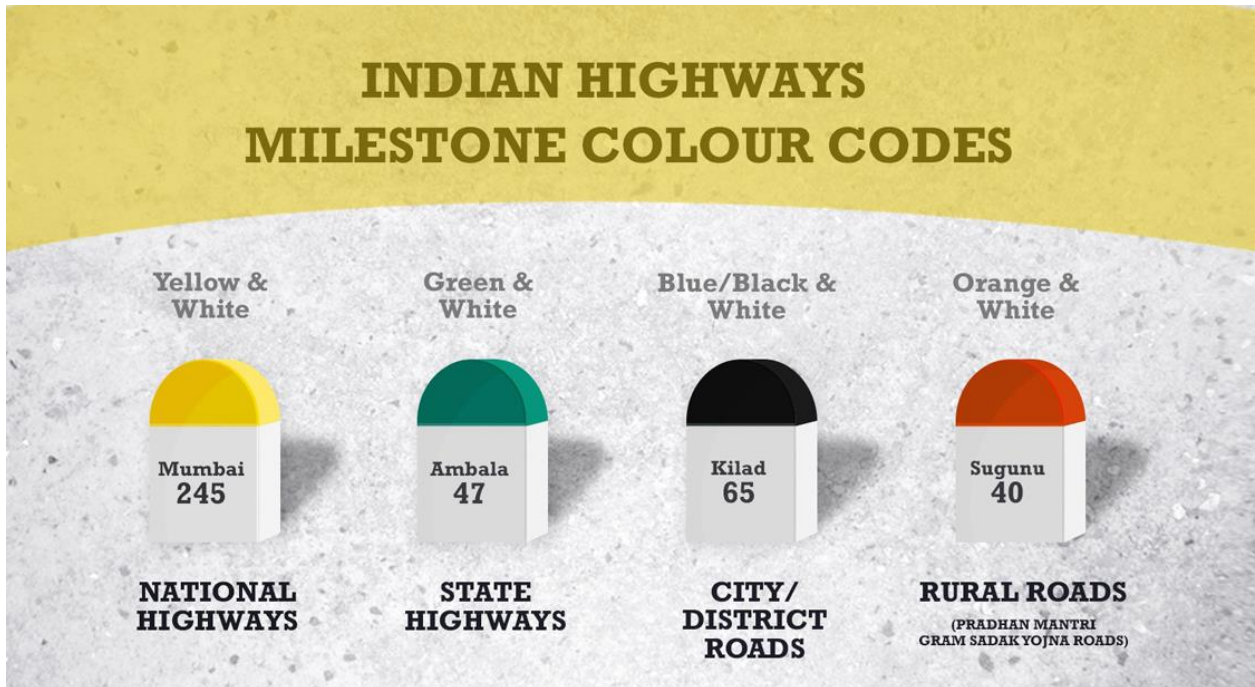 INDIAN HIGHWAYS
MILESTONE COLOUR CODES
Yellow &
White
Mumbai
245
NATIONAL
HIGHWAYS
Green &
White
Ambala
47
STATE
HIGHWAYS
Blue/Black &
White
Kilad
65
CITY/
DISTRICT
ROADS
Orange &
White
Sugunu
40
RURAL ROADS
(PRADHAN MANTRI
GRAM SADAK YOJNA ROADS)